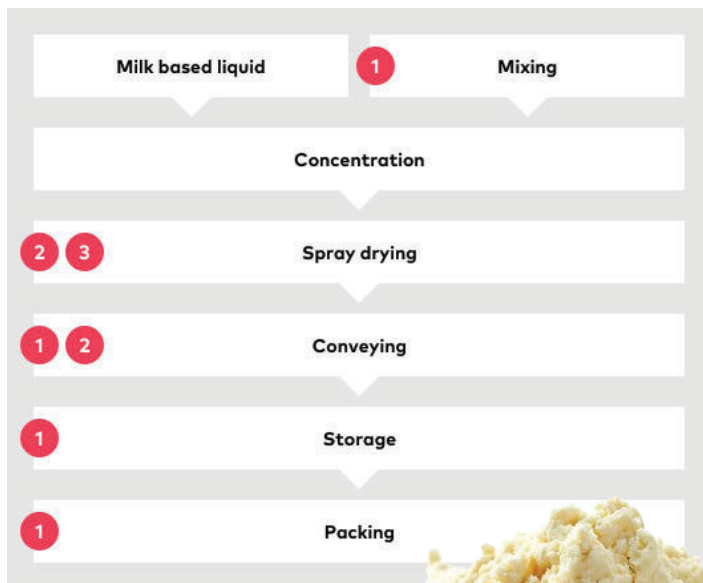 Milk based liquid
1 Mixing
Concentration
2 3 Spray drying
1 2 Conveying
1 Storage
1 Packing